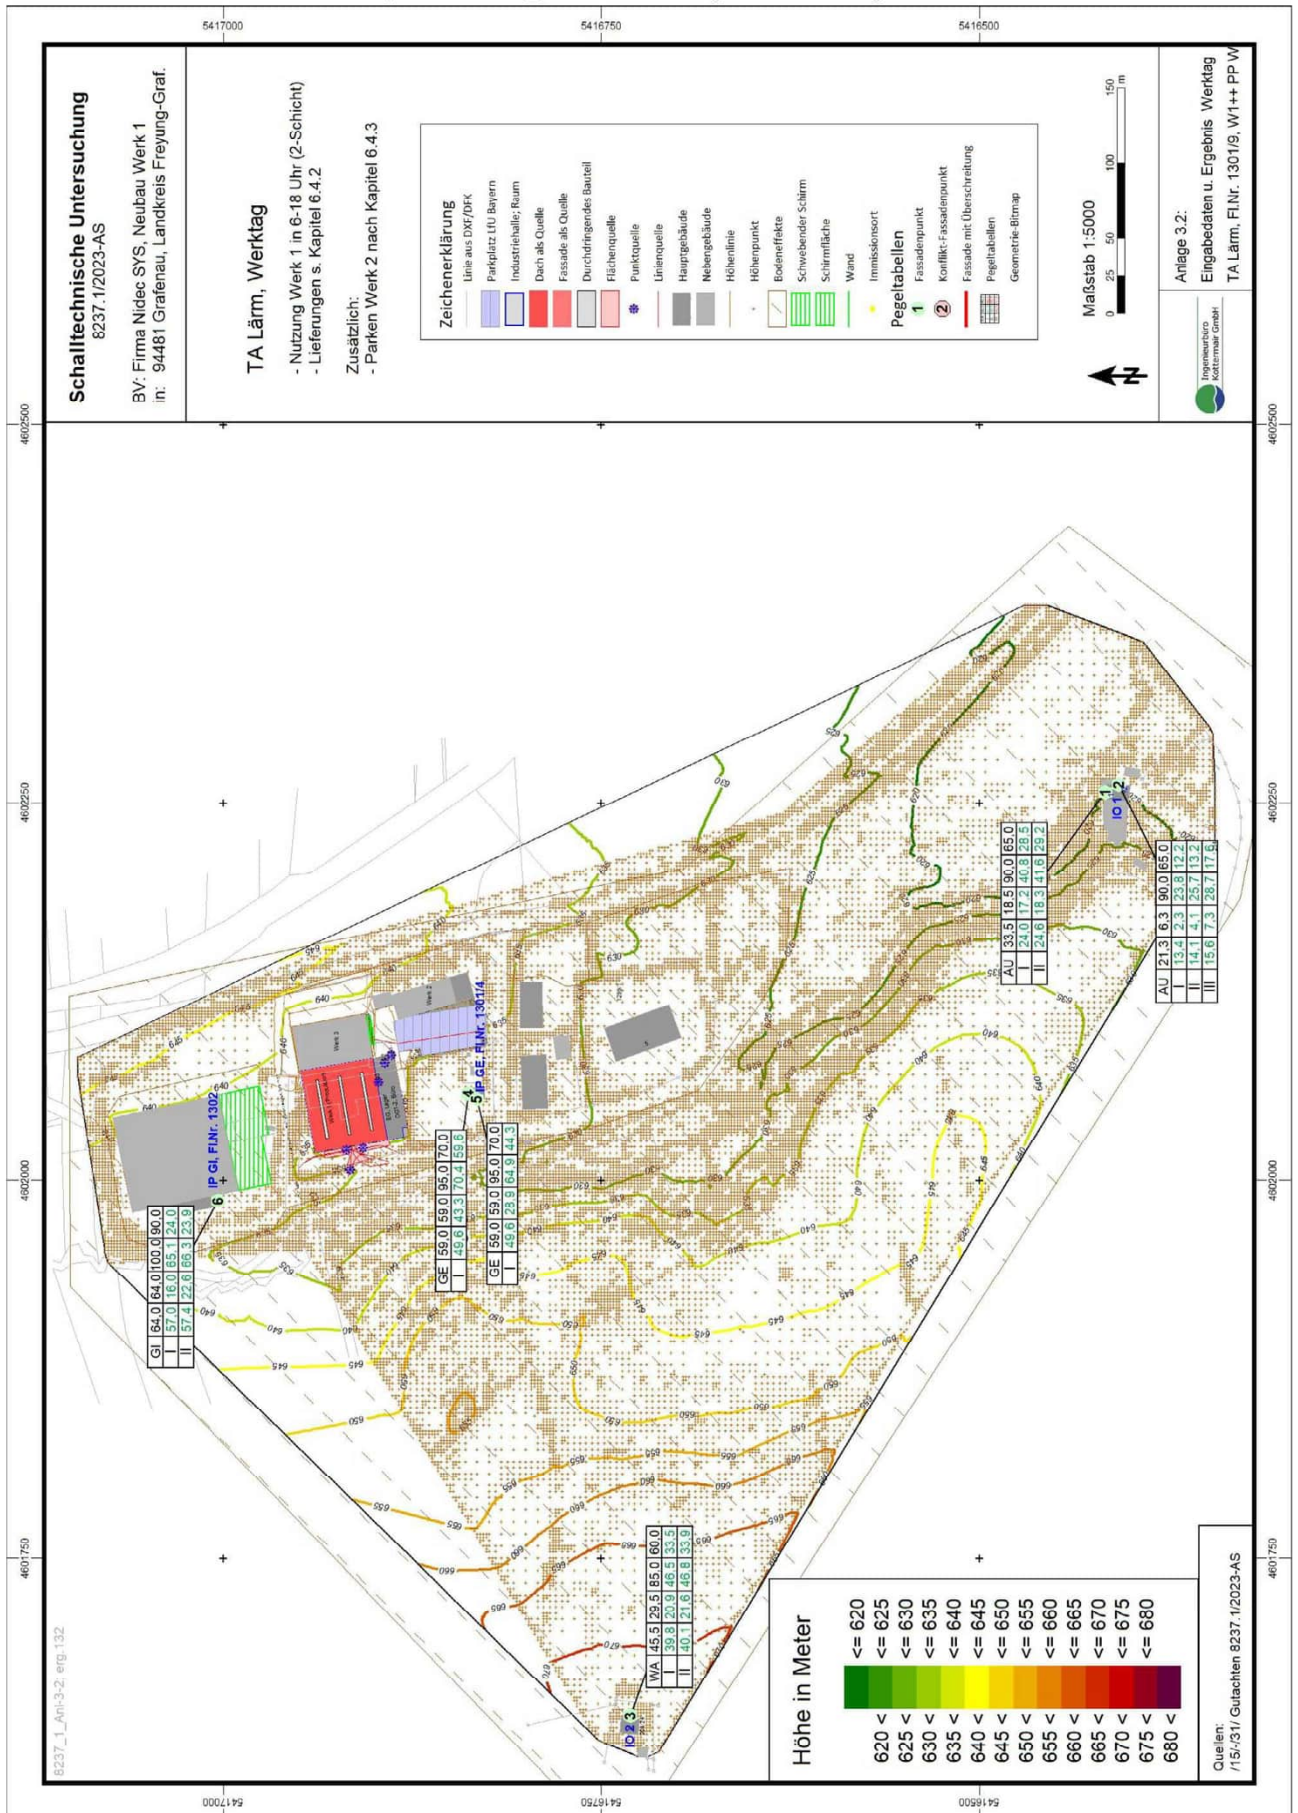 8237_1_Anl-3-2: erg.132
Schalltechnische Untersuchung
8237.1/2023-AS
BV: Firma Nidec SYS, Neubau Werk 1
in: 94481 Grafenau, Landkreis Freyung-Graf.
TA Lärm, Werktag
- Nutzung Werk 1 in 6-18 Uhr (2-Schicht)
- Lieferungen s. Kapitel 6.4.2
Zusätzlich:
- Parken Werk 2 nach Kapitel 6.4.3
Zeichenerklärung
Linie aus DXF/DFK
Parkplatz LfU Bayern
Industriehalle; Raum
Dach als Quelle
Fassade als Quelle
Durchdringendes Bauteil
Flächenquelle
Punktquelle
Linienquelle
Hauptgebäude
Nebengebäude
Höhenlinie
Höhenpunkt
Bodeneffekte
Schwebender Schirm
Schirmfläche
Wand
Immissionsort
Pegeltabellen
1 Fassadenpunkt
2 Konflikt-Fassadenpunkt
Fassade mit Überschreitung
Pegeltabellen
Geometrie-Bitmap
Maßstab 1:5000
0 25 50 100 150
m
N
Ingenieurbüro
Kottermair GmbH
Anlage 3.2:
Eingabedaten u. Ergebnis Werktag
TA Lärm, Fl.Nr. 1301/9, W1++ PP W
4601750
4602000
4602250
4602500
5417000
5416750
5416500
GI 64.0 64.0 100.0 90.0
I 57.0 16.0 65.1 24.0
II 57.4 22.6 66.3 23.9
6
IP GI, Fl.Nr. 1302
GE 59.0 59.0 95.0 70.0
I 49.6 43.3 70.4 59.6
GE 59.0 59.0 95.0 70.0
I 49.6 28.9 64.9 44.3
4
5
IP GE, Fl.Nr. 1301/4
Werk 3
Werk 2
WA 45.5 29.5 85.0 60.0
I 39.8 20.9 46.5 33.5
II 40.1 21.6 46.8 33.9
IO 2 3
AU 33.5 18.5 90.0 65.0
I 24.0 17.2 40.8 28.5
II 24.6 18.3 41.6 29.2
AU 21.3 6.3 90.0 65.0
I 13.4 2.3 23.8 12.2
II 14.1 4.1 25.7 13.2
III 15.6 7.3 28.7 17.6
IO 1
1
2
Höhe in Meter
<= 620
620 < <= 625
625 < <= 630
630 < <= 635
635 < <= 640
640 < <= 645
645 < <= 650
650 < <= 655
655 < <= 660
660 < <= 665
665 < <= 670
670 < <= 675
675 < <= 680
680 <
Quellen:
/15/-/31/ Gutachten 8237.1/2023-AS